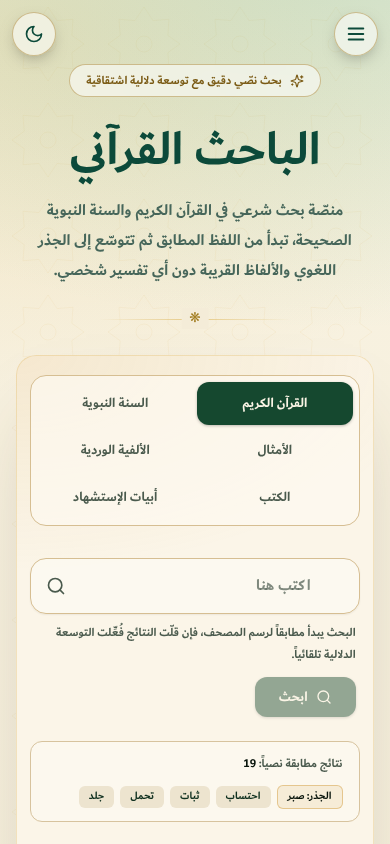 بحث نصّي دقيق مع توسعة دلالية اشتقاقية
الباحث القرآني
منصّة بحث شرعي في القرآن الكريم والسنة النبوية
الصحيحة، تبدأ من اللفظ المطابق ثم تتوسّع إلى الجذر
اللغوي والألفاظ القريبة دون أي تفسير شخصي.
القرآن الكريم
السنة النبوية
الأمثال
الألفية الوردية
الكتب
أبيات الإستشهاد
اكتب هنا
البحث يبدأ مطابقاً لرسم المصحف، فإن قلّت النتائج فُعِّلت التوسعة
الدلالية تلقائياً.
ابحث
نتائج مطابقة نصياً: 19
الجذر: صبر احتساب ثبات تحمل جلد